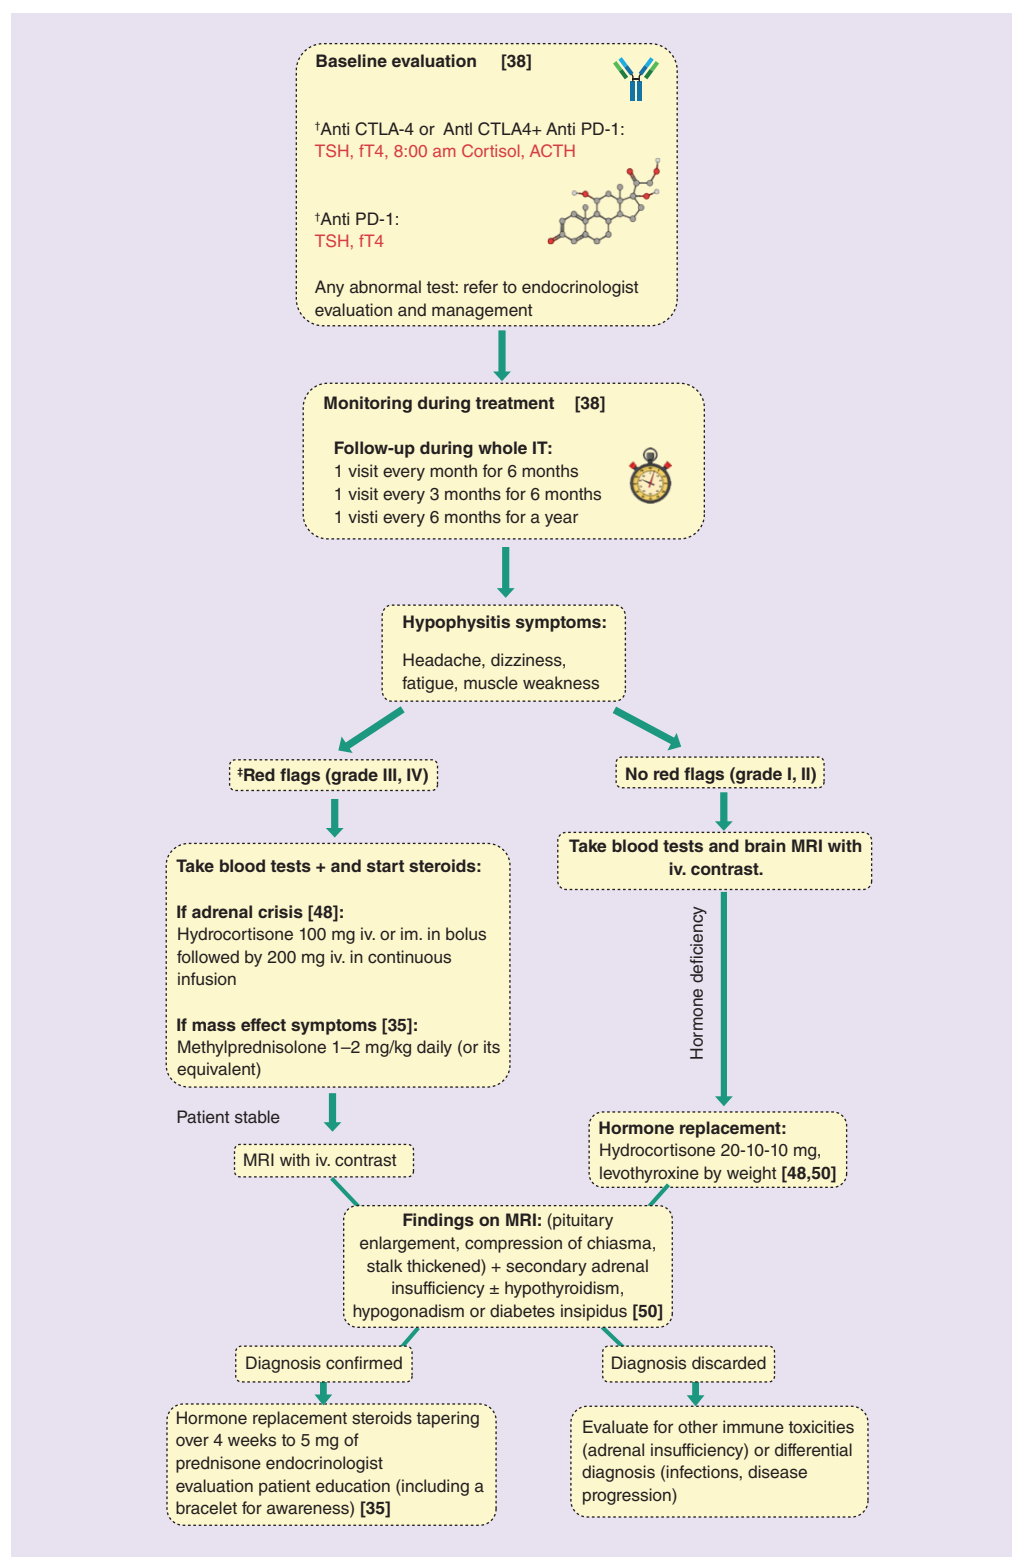 Baseline evaluation [38]
†Anti CTLA-4 or Antl CTLA4+ Anti PD-1:
TSH, fT4, 8:00 am Cortisol, ACTH
†Anti PD-1:
TSH, fT4
Any abnormal test: refer to endocrinologist
evaluation and management
Monitoring during treatment [38]
Follow-up during whole IT:
1 visit every month for 6 months
1 visit every 3 months for 6 months
1 visti every 6 months for a year
Hypophysitis symptoms:
Headache, dizziness,
fatigue, muscle weakness
‡Red flags (grade III, IV)
No red flags (grade I, II)
Take blood tests + and start steroids:
If adrenal crisis [48]:
Hydrocortisone 100 mg iv. or im. in bolus
followed by 200 mg iv. in continuous
infusion
If mass effect symptoms [35]:
Methylprednisolone 1–2 mg/kg daily (or its
equivalent)
Take blood tests and brain MRI with
iv. contrast.
Hormone deficiency
Patient stable
MRI with iv. contrast
Hormone replacement:
Hydrocortisone 20-10-10 mg,
levothyroxine by weight [48,50]
Findings on MRI: (pituitary
enlargement, compression of chiasma,
stalk thickened) + secondary adrenal
insufficiency ± hypothyroidism,
hypogonadism or diabetes insipidus [50]
Diagnosis confirmed
Diagnosis discarded
Hormone replacement steroids tapering
over 4 weeks to 5 mg of
prednisone endocrinologist
evaluation patient education (including a
bracelet for awareness) [35]
Evaluate for other immune toxicities
(adrenal insufficiency) or differential
diagnosis (infections, disease
progression)